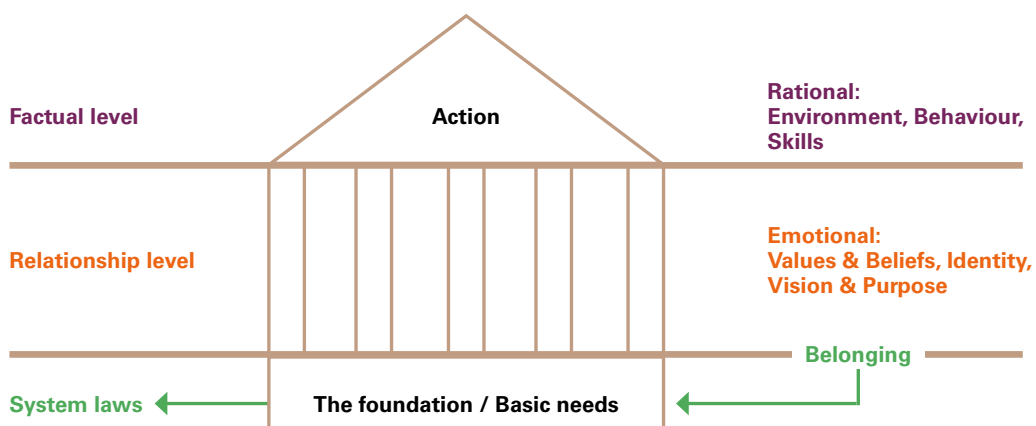 Factual level
Action
Rational:
Environment, Behaviour,
Skills
Relationship level
Emotional:
Values & Beliefs, Identity,
Vision & Purpose
Belonging
System laws
The foundation / Basic needs